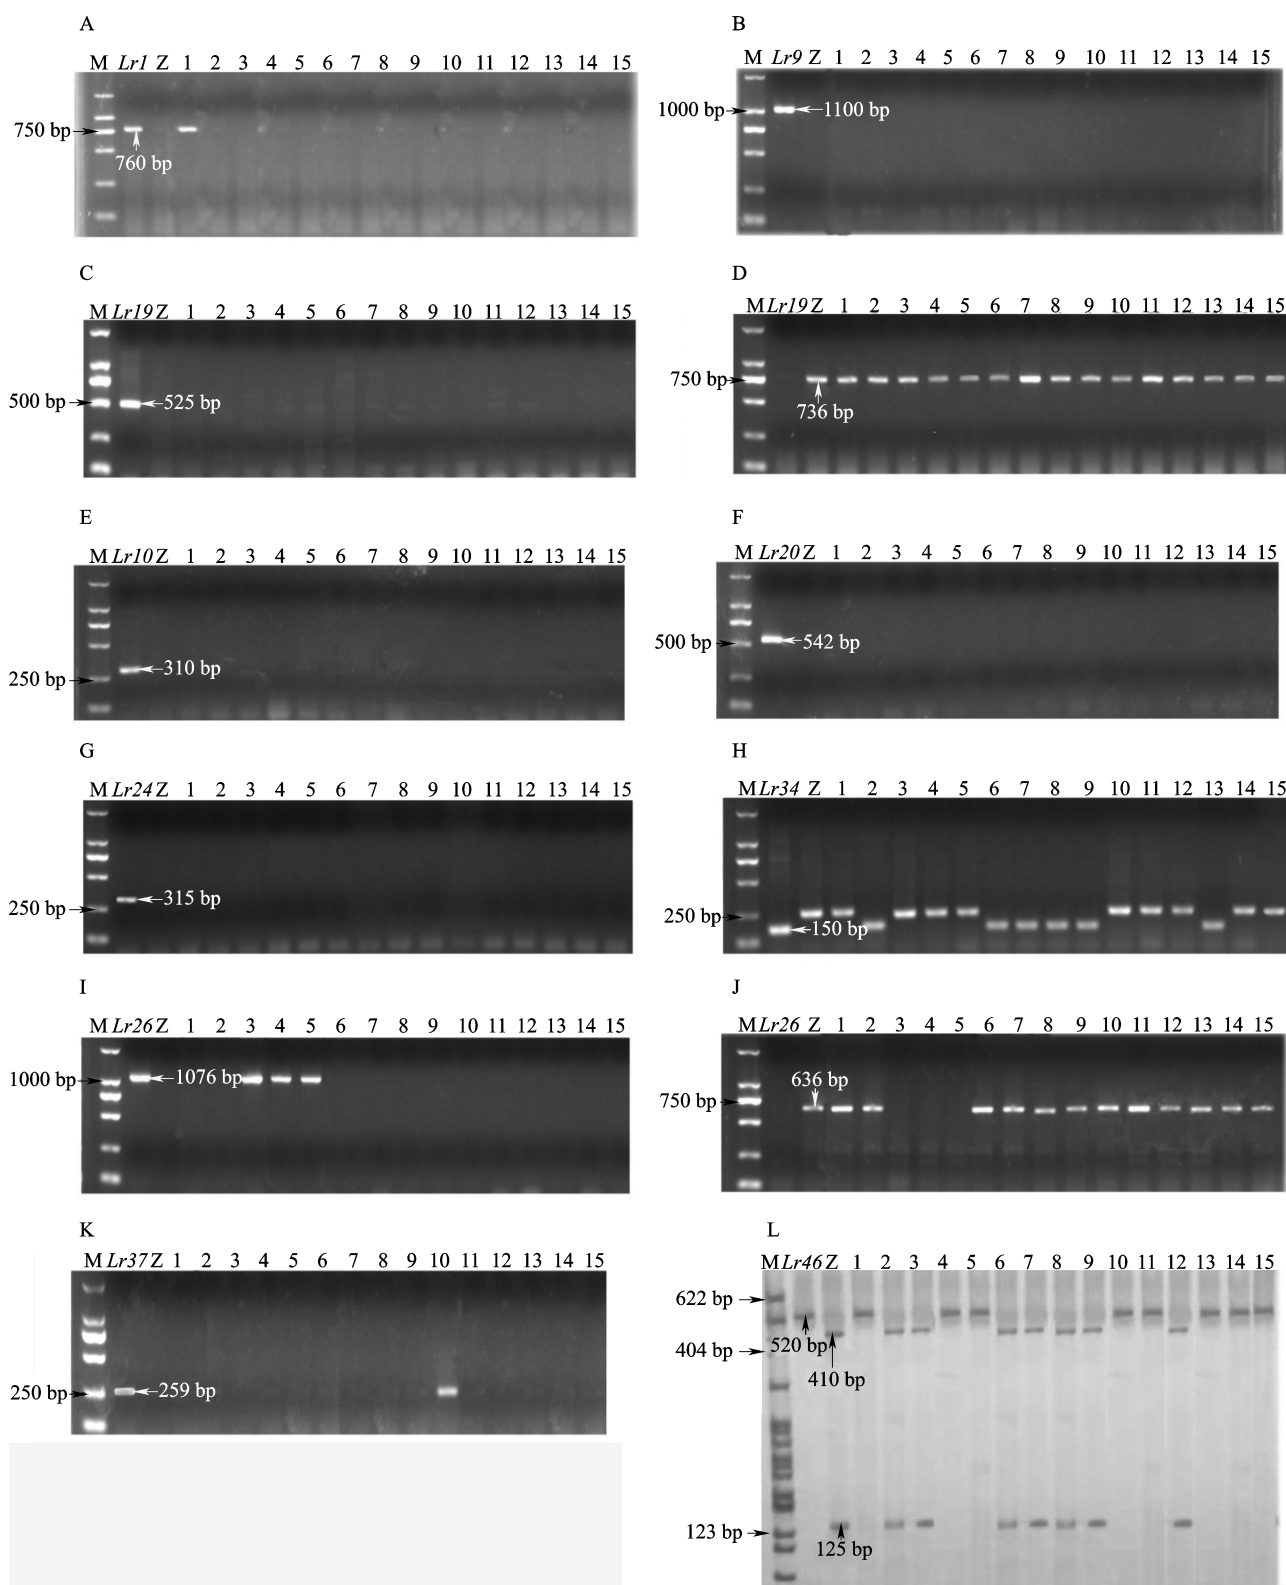 A
M Lr1 Z 1 2 3 4 5 6 7 8 9 10 11 12 13 14 15
750 bp
760 bp
B
M Lr9 Z 1 2 3 4 5 6 7 8 9 10 11 12 13 14 15
1000 bp
1100 bp
C
M Lr19 Z 1 2 3 4 5 6 7 8 9 10 11 12 13 14 15
500 bp
525 bp
D
M Lr19 Z 1 2 3 4 5 6 7 8 9 10 11 12 13 14 15
750 bp
736 bp
E
M Lr10 Z 1 2 3 4 5 6 7 8 9 10 11 12 13 14 15
310 bp
250 bp
F
M Lr20 Z 1 2 3 4 5 6 7 8 9 10 11 12 13 14 15
500 bp
542 bp
G
M Lr24 Z 1 2 3 4 5 6 7 8 9 10 11 12 13 14 15
315 bp
250 bp
H
M Lr34 Z 1 2 3 4 5 6 7 8 9 10 11 12 13 14 15
250 bp
150 bp
I
M Lr26 Z 1 2 3 4 5 6 7 8 9 10 11 12 13 14 15
1000 bp
1076 bp
J
M Lr26 Z 1 2 3 4 5 6 7 8 9 10 11 12 13 14 15
636 bp
750 bp
K
M Lr37 Z 1 2 3 4 5 6 7 8 9 10 11 12 13 14 15
250 bp
259 bp
L
M Lr46 Z 1 2 3 4 5 6 7 8 9 10 11 12 13 14 15
622 bp
520 bp
404 bp
410 bp
123 bp
125 bp